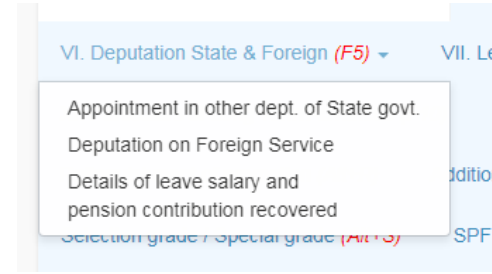 VI. Deputation State & Foreign (F5) VII. Le
Appointment in other dept. of State govt.
Deputation on Foreign Service
Details of leave salary and
pension contribution recovered
dditio
Selection grade / Special grade (Alt+S) SPF